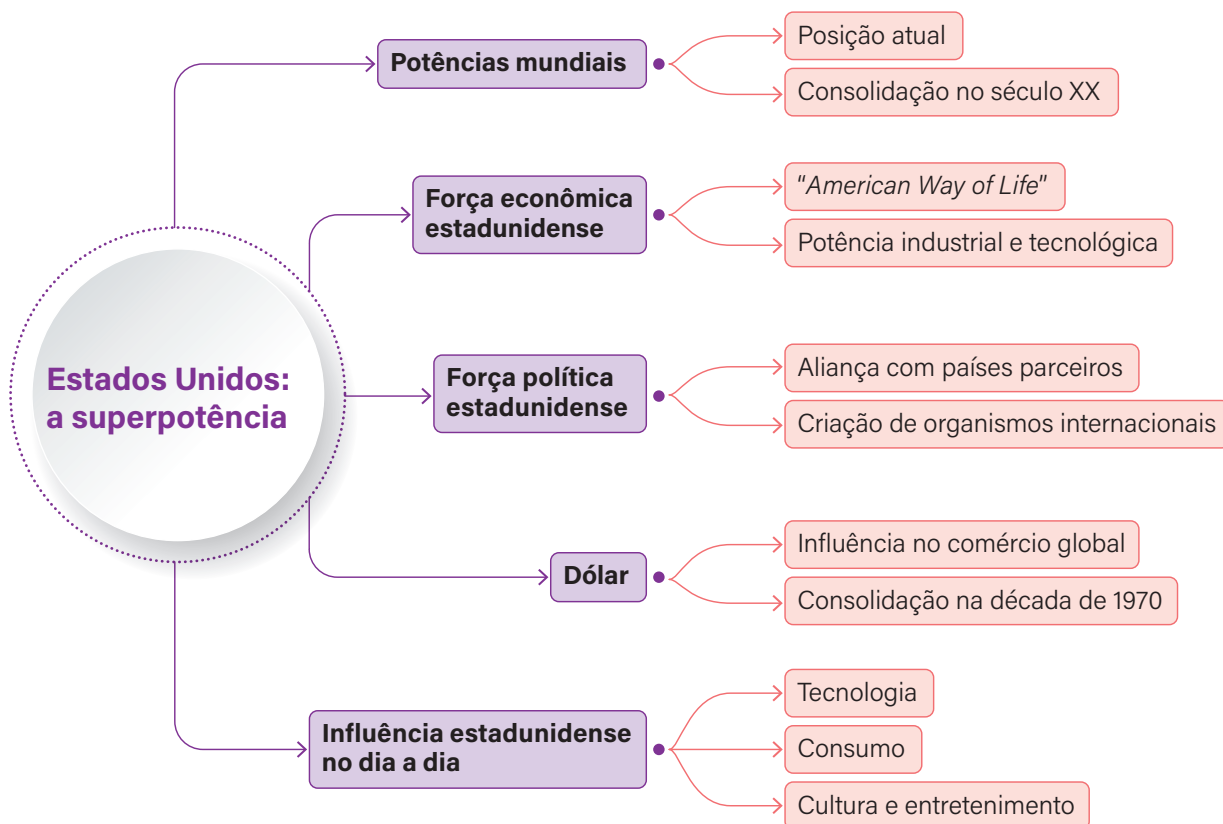 Estados Unidos:
a superpotência
Potências mundiais
Posição atual
Consolidação no século XX
Força econômica
estadunidense
"American Way of Life"
Potência industrial e tecnológica
Força política
estadunidense
Aliança com países parceiros
Criação de organismos internacionais
Dólar
Influência no comércio global
Consolidação na década de 1970
Influência estadunidense
no dia a dia
Tecnologia
Consumo
Cultura e entretenimento